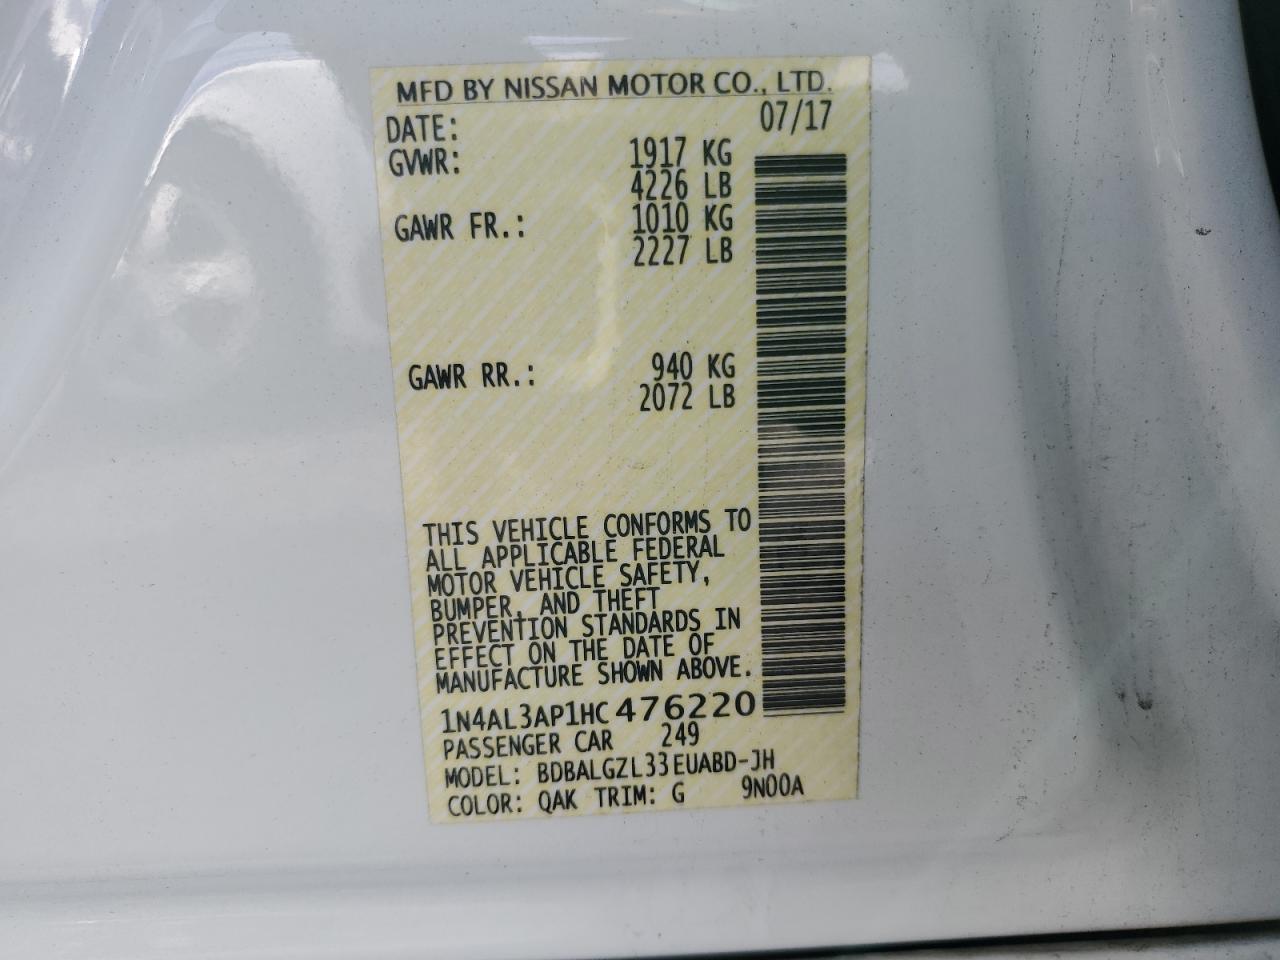 MFD BY NISSAN MOTOR CO., LTD.
DATE: 07/17
GVWR: 1917 KG
4226 LB
GAWR FR.: 1010 KG
2227 LB
GAWR RR.: 940 KG
2072 LB
THIS VEHICLE CONFORMS TO
ALL APPLICABLE FEDERAL
MOTOR VEHICLE SAFETY,
BUMPER, AND THEFT
PREVENTION STANDARDS IN
EFFECT ON THE DATE OF
MANUFACTURE SHOWN ABOVE.
1N4AL3AP1HC476220
PASSENGER CAR 249
MODEL: BDBALGZL33EUABD-JH
COLOR: QAK TRIM: G 9N00A